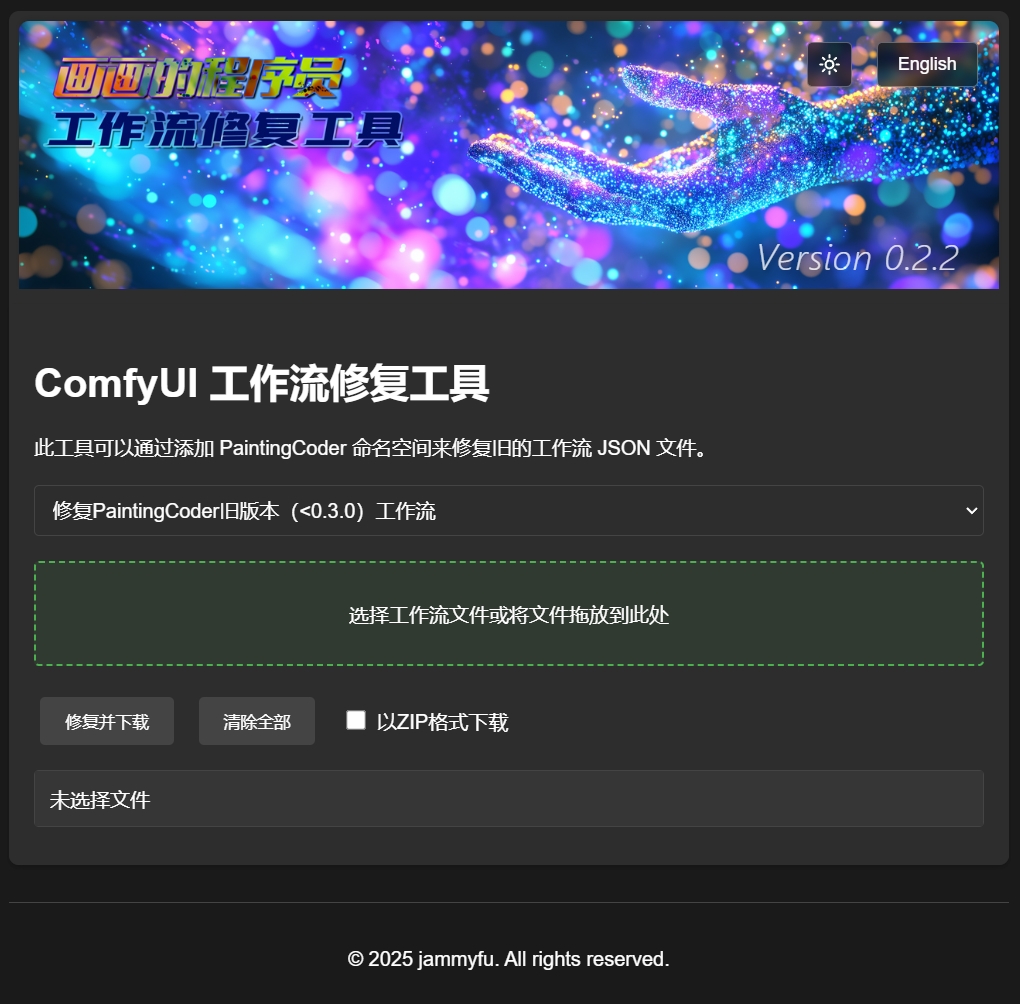 画画的程序员
English
工作流修复工具
Version 0.2.2
ComfyUI 工作流修复工具
此工具可以通过添加 PaintingCoder 命名空间来修复旧的工作流 JSON 文件。
修复PaintingCoder旧版本（<0.3.0）工作流
选择工作流文件或将文件拖放到此处
修复并下载
清除全部
以ZIP格式下载
未选择文件
© 2025 jammyfu. All rights reserved.